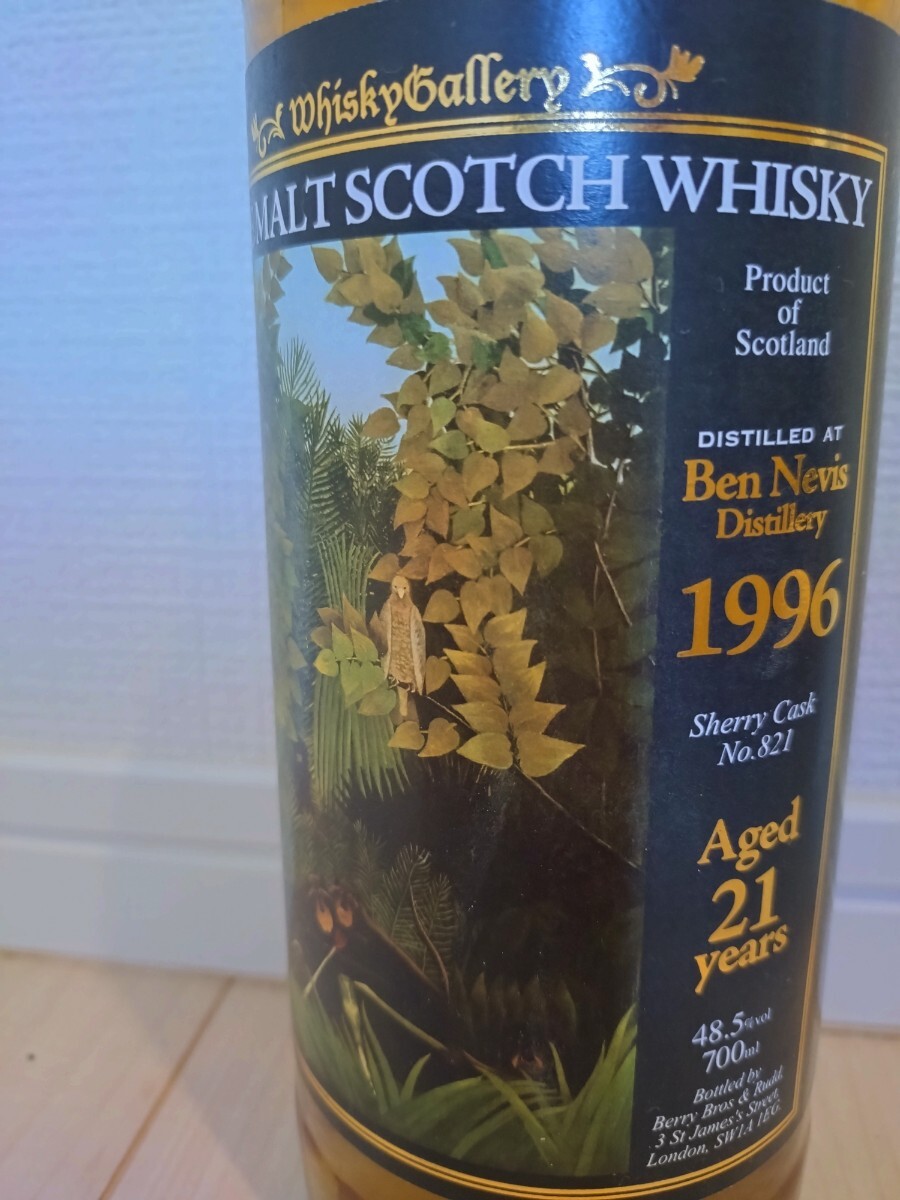 WhiskyGallery
MALT SCOTCH WHISKY
Product
of
Scotland
DISTILLED AT
Ben Nevis
Distillery
1996
Sherry Cask
No.821
Aged
21
years
48.5%vol
700ml
Bottled by
Berry Bros & Rudd,
3 St James's Street,
London, SW1A 1EG.